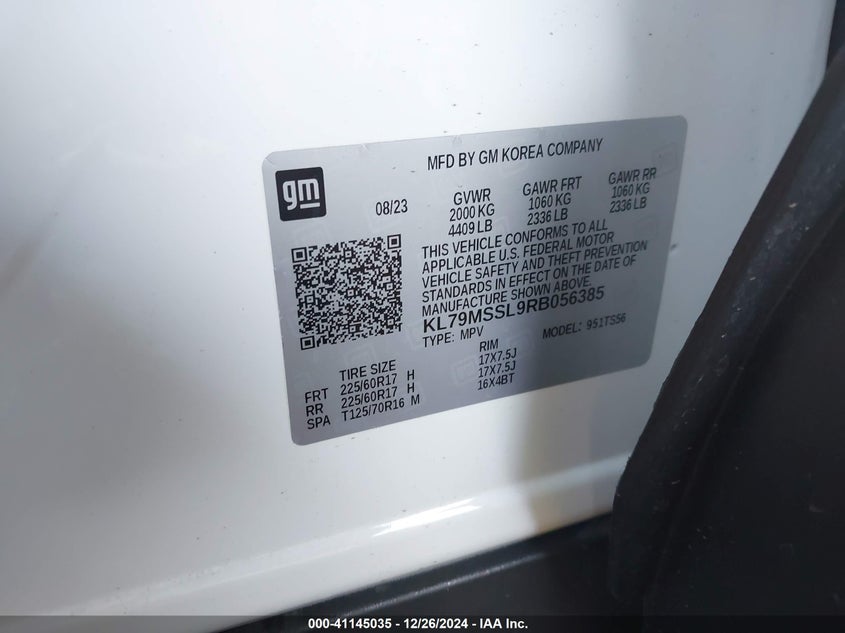 MFD BY GM KOREA COMPANY
gm
08/23
GVWR GAWR FRT GAWR RR
2000 KG 1060 KG 1060 KG
4409 LB 2336 LB 2336 LB
THIS VEHICLE CONFORMS TO ALL
APPLICABLE U.S. FEDERAL MOTOR
VEHICLE SAFETY AND THEFT PREVENTION
STANDARDS IN EFFECT ON THE DATE OF
MANUFACTURE SHOWN ABOVE.
KL79MSSL9RB056385
TYPE: MPV MODEL: 951TS56
TIRE SIZE RIM
FRT 225/60R17 H 17X7.5J
RR 225/60R17 H 17X7.5J
SPA T125/70R16 M 16X4BT
000-41145035 - 12/26/2024 - IAA Inc.